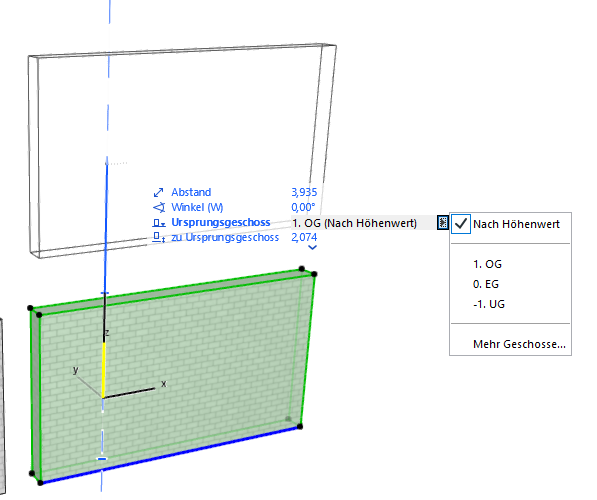 Abstand 3,935
Winkel (W) 0,00°
Ursprungsgeschoss 1. OG (Nach Höhenwert)
zu Ursprungsgeschoss 2,074
Nach Höhenwert
1. OG
0. EG
-1. UG
Mehr Geschosse...
z
y
x